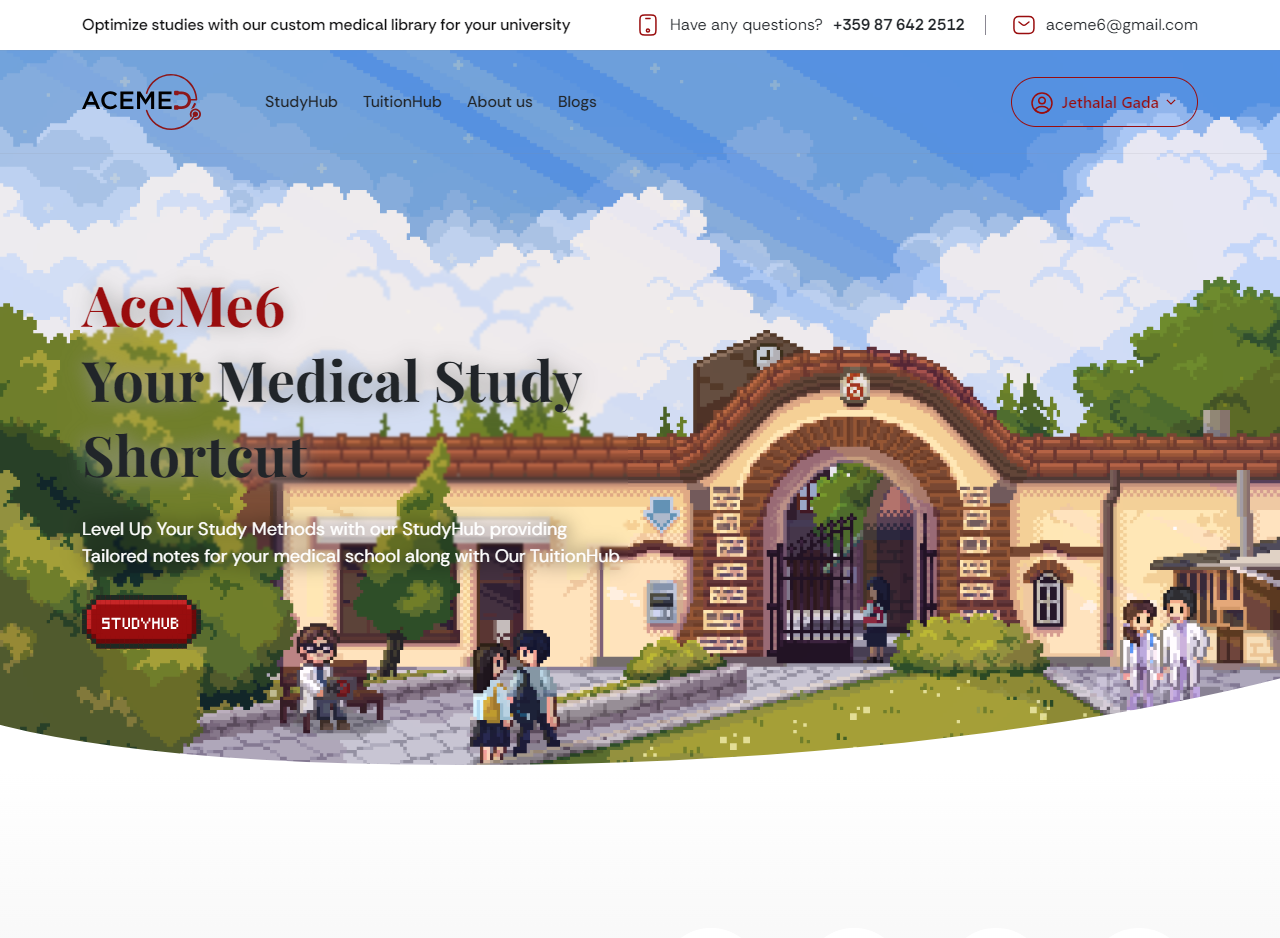 Optimize studies with our custom medical library for your university
Have any questions? +359 87 642 2512
aceme6@gmail.com
ACEMED
StudyHub
TuitionHub
About us
Blogs
Jethalal Gada
AceMe6
Your Medical Study
Shortcut
6
Level Up Your Study Methods with our StudyHub providing
Tailored notes for your medical school along with Our TuitionHub.
STUDYHUB